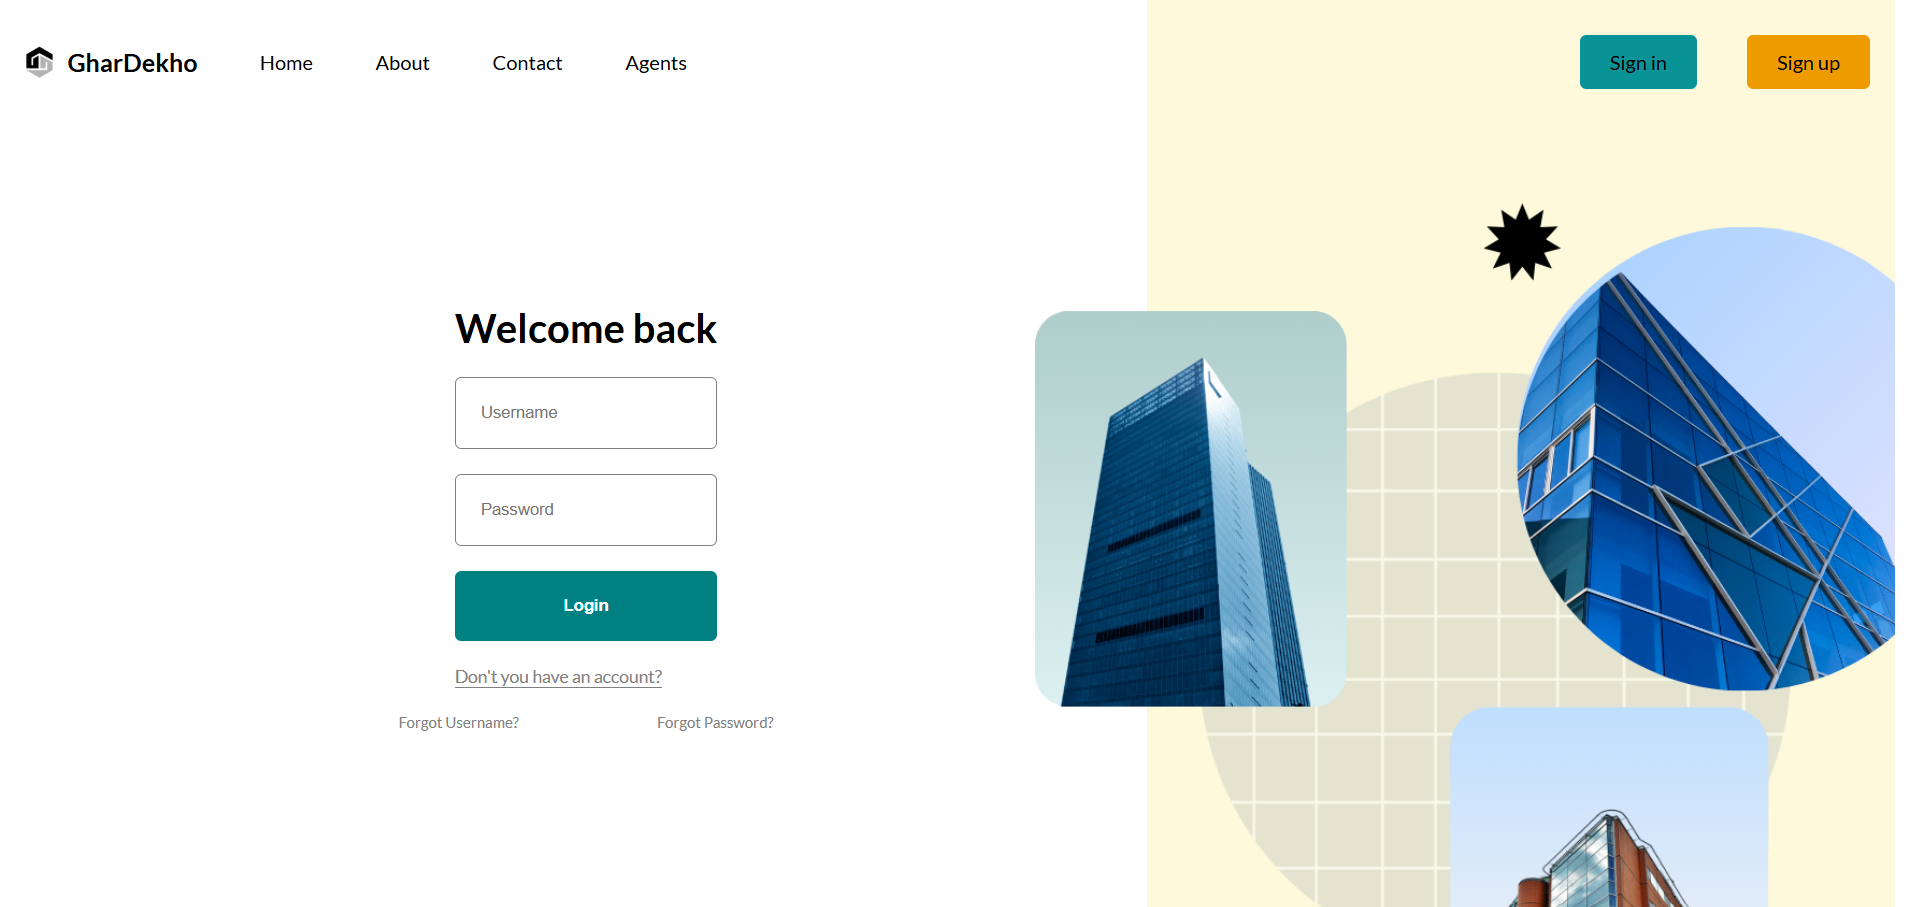 GharDekho Home About Contact Agents Sign in Sign up
Welcome back
Username
Password
Login
Don't you have an account?
Forgot Username? Forgot Password?